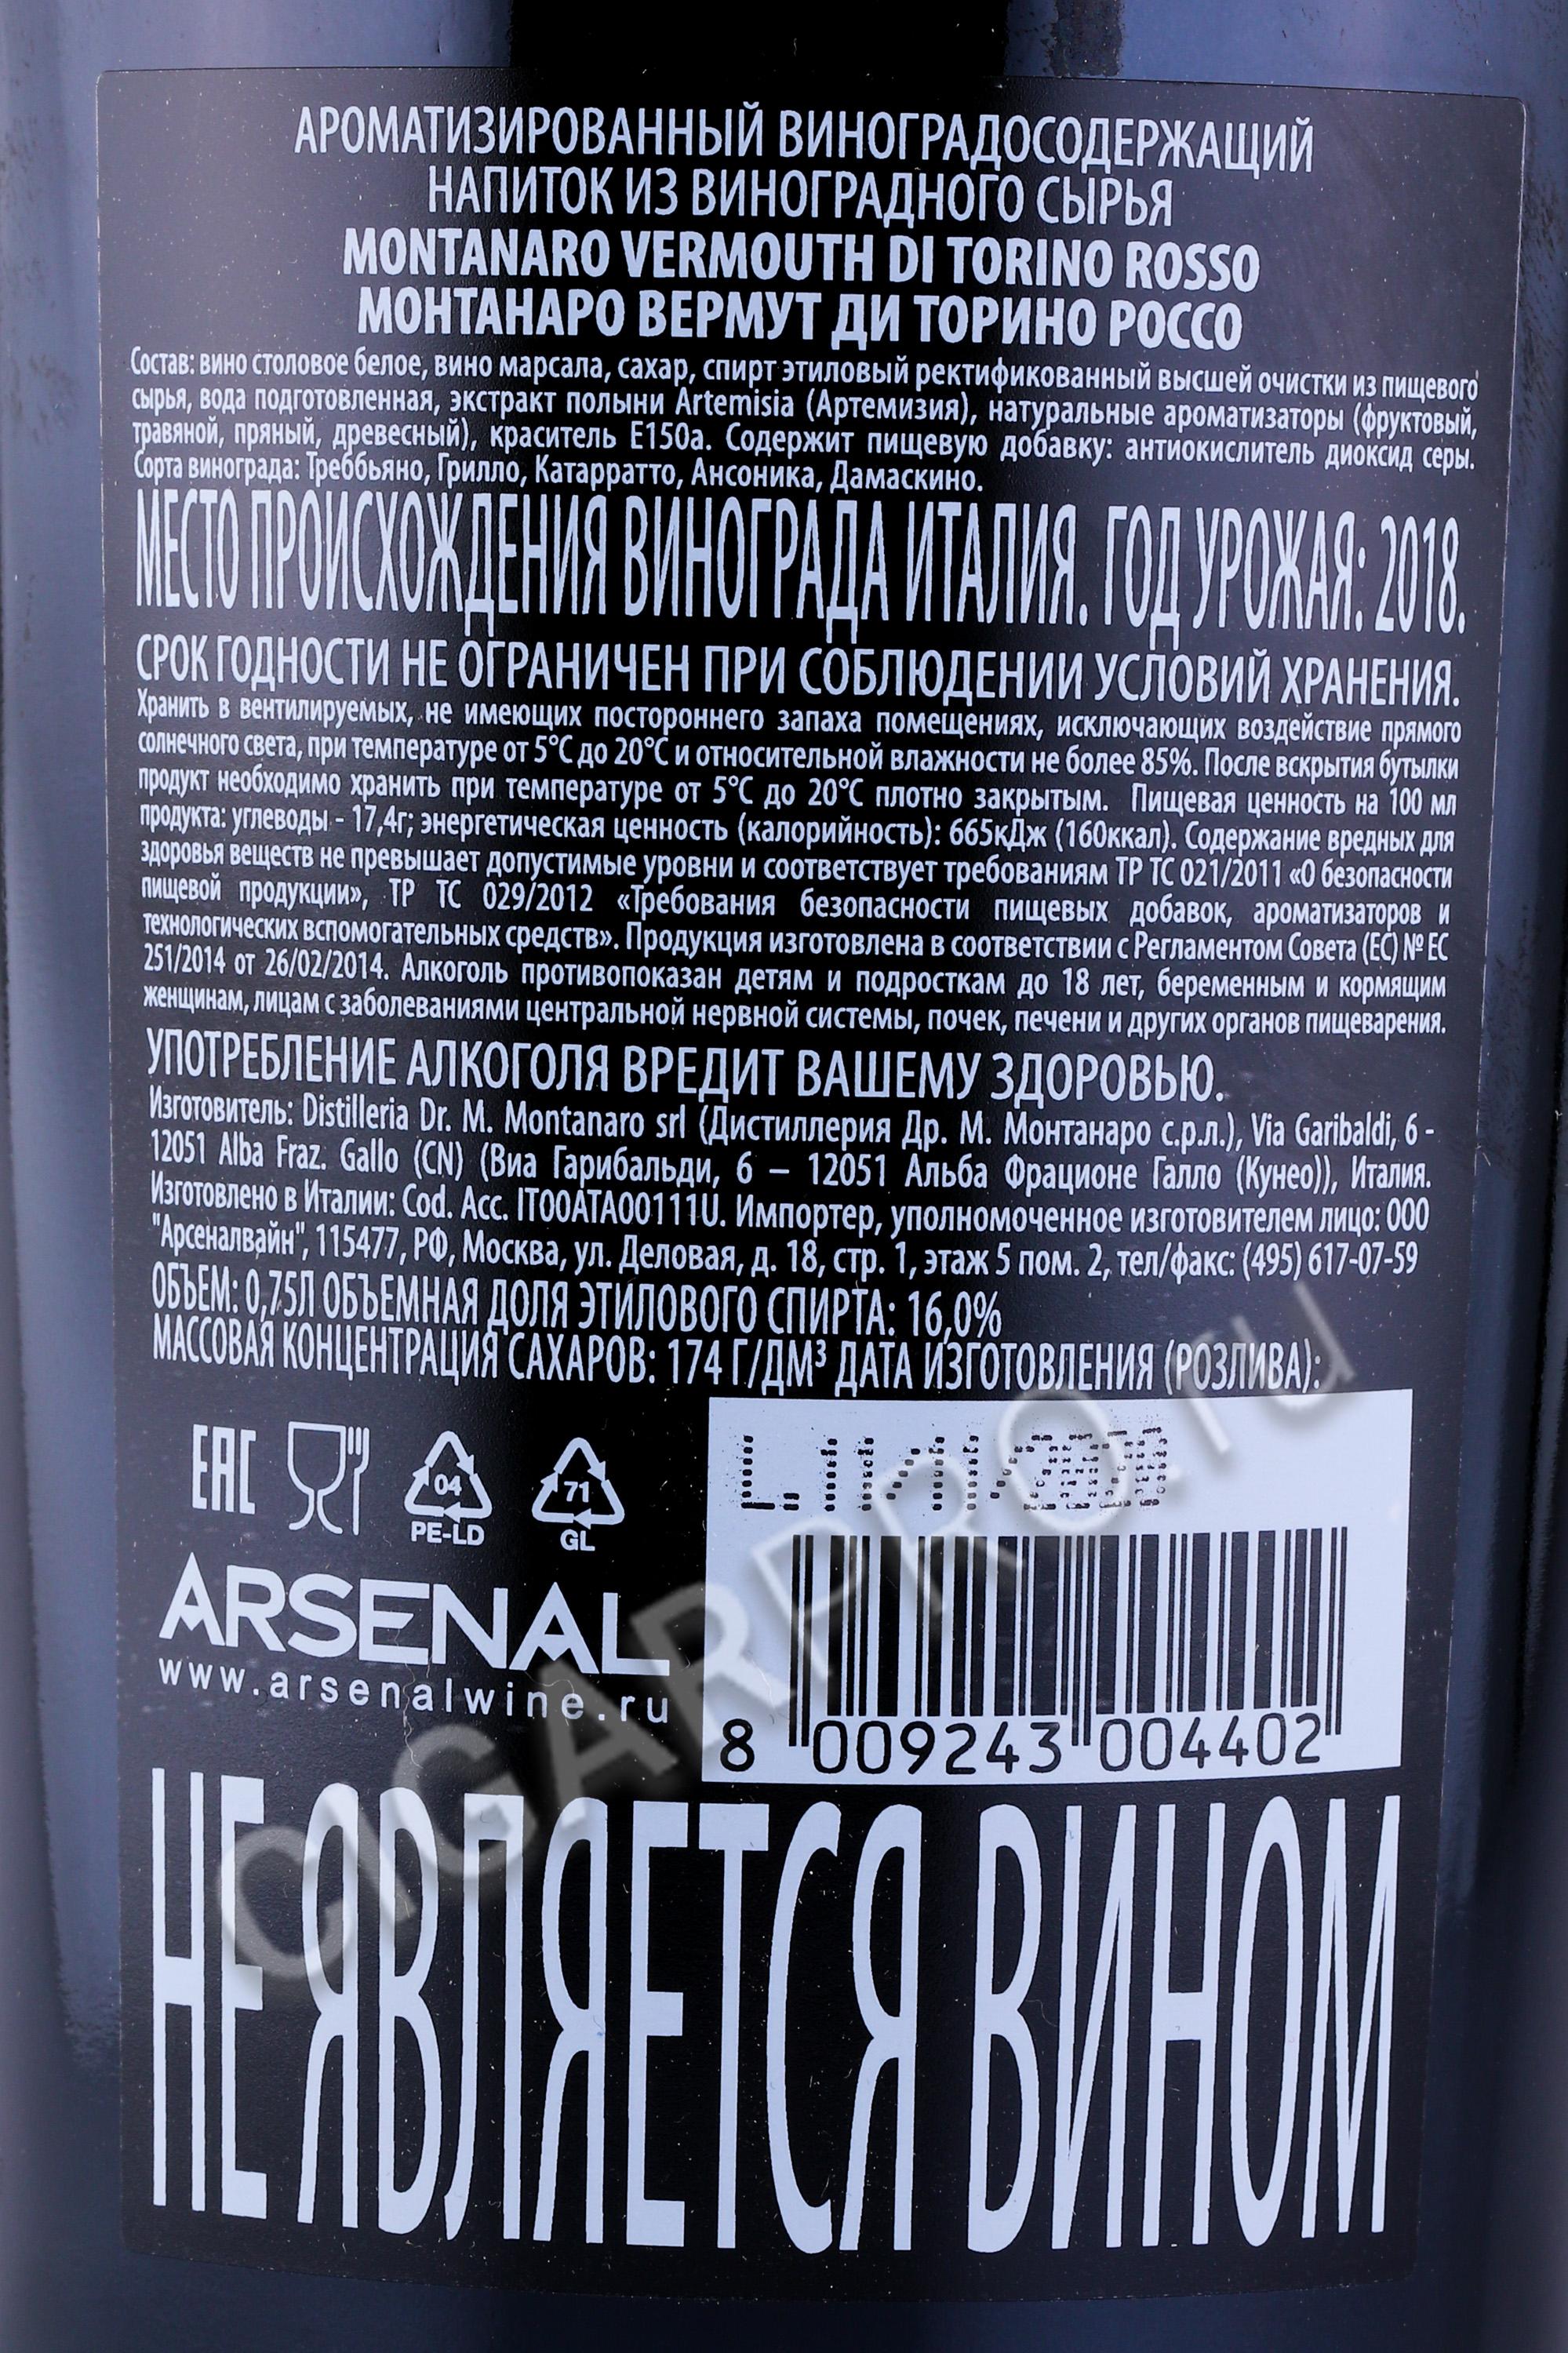 АРОМАТИЗИРОВАННЫЙ ВИНОГРАДОСОДЕРЖАЩИЙ
НАПИТОК ИЗ ВИНОГРАДНОГО СЫРЬЯ
MONTANARO VERMOUTH DI TORINO ROSSO
МОНТАНАРО ВЕРМУТ ДИ ТОРИНО РОССО
Состав: вино столовое белое, вино марсала, сахар, спирт этиловый ректификованный высшей очистки из пищевого
сырья, вода подготовленная, экстракт полыни Artemisia (Артемизия), натуральные ароматизаторы (фруктовый,
травяной, пряный, древесный), краситель Е150а. Содержит пищевую добавку: антиокислитель диоксид серы.
Сорта винограда: Треббьяно, Грилло, Катарратто, Ансоника, Дамаскино.
МЕСТО ПРОИСХОЖДЕНИЯ ВИНОГРАДА ИТАЛИЯ. ГОД УРОЖАЯ: 2018.
СРОК ГОДНОСТИ НЕ ОГРАНИЧЕН ПРИ СОБЛЮДЕНИИ УСЛОВИЙ ХРАНЕНИЯ.
Хранить в вентилируемых, не имеющих постороннего запаха помещениях, исключающих воздействие прямого
солнечного света, при температуре от 5°С до 20°С и относительной влажности не более 85%. После вскрытия бутылки
продукт необходимо хранить при температуре от 5°С до 20°С плотно закрытым. Пищевая ценность на 100 мл
продукта: углеводы - 17,4г; энергетическая ценность (калорийность): 665кДж (160ккал). Содержание вредных для
здоровья веществ не превышает допустимые уровни и соответствует требованиям ТР ТС 021/2011 «О безопасности
пищевой продукции», ТР ТС 029/2012 «Требования безопасности пищевых добавок, ароматизаторов и
технологических вспомогательных средств». Продукция изготовлена в соответствии с Регламентом Совета (ЕС) № ЕС
251/2014 от 26/02/2014. Алкоголь противопоказан детям и подросткам до 18 лет, беременным и кормящим
женщинам, лицам с заболеваниями центральной нервной системы, почек, печени и других органов пищеварения.
УПОТРЕБЛЕНИЕ АЛКОГОЛЯ ВРЕДИТ ВАШЕМУ ЗДОРОВЬЮ.
Изготовитель: Distilleria Dr. M. Montanaro srl (Дистиллерия Др. М. Монтанаро с.р.л.), Via Garibaldi, 6 -
12051 Alba Fraz. Gallo (CN) (Виа Гарибальди, 6 – 12051 Альба Фрационе Галло (Кунео)), Италия.
Изготовлено в Италии: Cod. Acc. IT00ATA00111U. Импортер, уполномоченное изготовителем лицо: ООО
"Арсеналвайн", 115477, РФ, Москва, ул. Деловая, д. 18, стр. 1, этаж 5 пом. 2, тел/факс: (495) 617-07-59
ОБЪЕМ: 0,75Л ОБЪЕМНАЯ ДОЛЯ ЭТИЛОВОГО СПИРТА: 16,0%
МАССОВАЯ КОНЦЕНТРАЦИЯ САХАРОВ: 174 Г/ДМ³ ДАТА ИЗГОТОВЛЕНИЯ (РОЗЛИВА):
EAC 04 PE-LD 71 GL
ARSENAL
www.arsenalwine.ru
8 009243 004402
НЕ ЯВЛЯЕТСЯ ВИНОМ
CIGARPRO.ru